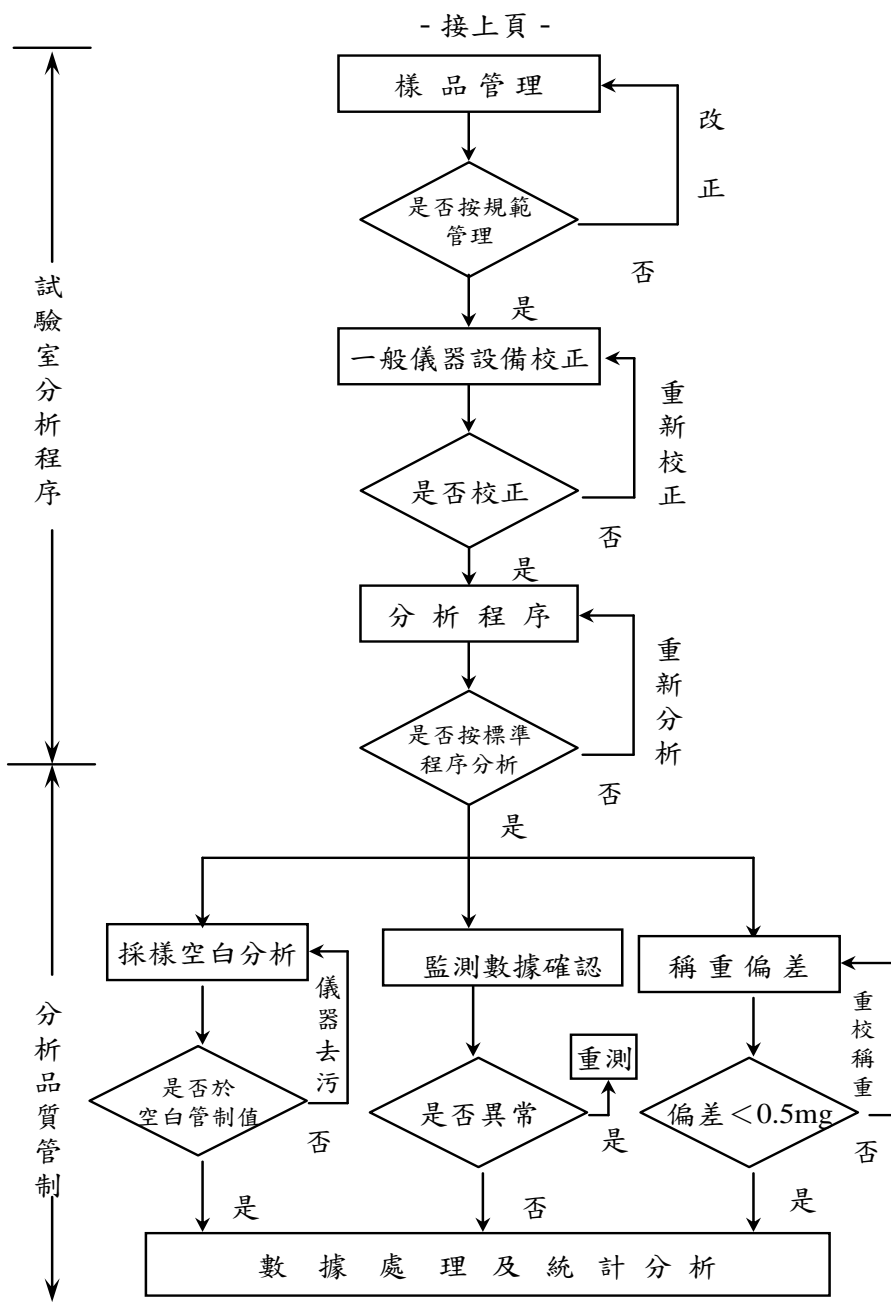 - 接上頁 -
樣品管理
改正
是否按規範
管理
否
是
一般儀器設備校正
重新校正
是否校正
否
是
分析程序
重新分析
是否按標準
程序分析
否
是
試驗室分析程序
採樣空白分析
儀器去污
是否於
空白管制值
否
是
監測數據確認
重測
是否異常
是
否
稱重偏差
重校稱重
偏差＜0.5mg
否
是
分析品質管制
數據處理及統計分析